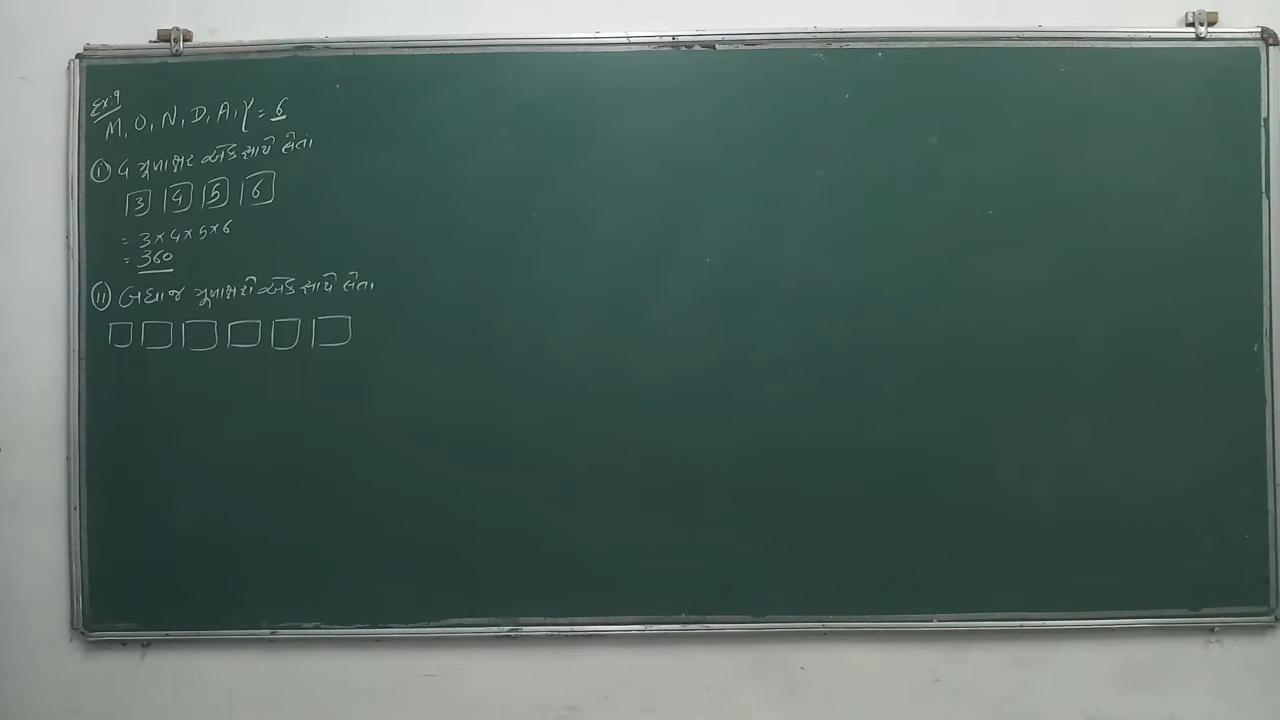 Ex:9
M, O, N, D, A, Y = 6
(i) 4 મૂળાક્ષર એક સાથે લેતાં
3 4 5 6
= 3 × 4 × 5 × 6
= 360
(ii) બધાજ મૂળાક્ષરો એક સાથે લેતા